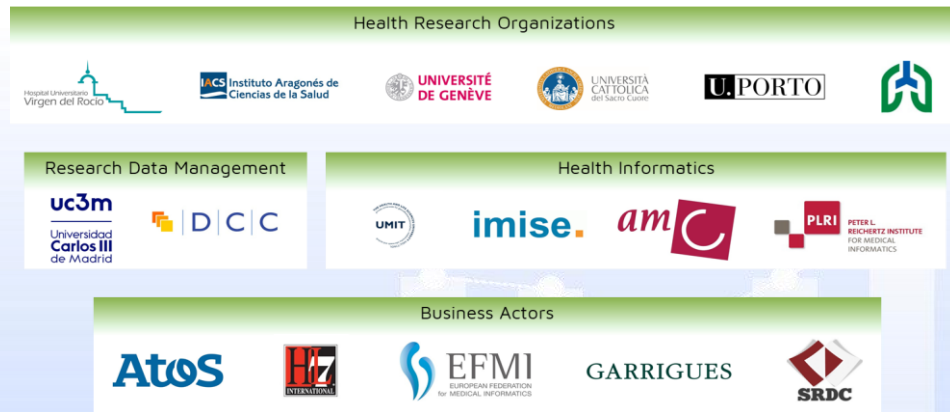 Health Research Organizations
Hospital Universitario
Virgen del Rocío
IACS Instituto Aragonés de
Ciencias de la Salud
UNIVERSITÉ
DE GENÈVE
UNIVERSITÀ
CATTOLICA
del Sacro Cuore
U. PORTO
Research Data Management
Health Informatics
uc3m
Universidad
Carlos III
de Madrid
D|C|C
UMIT
imise.
amC
PLRI
PETER L.
REICHERTZ INSTITUTE
FOR MEDICAL
INFORMATICS
Business Actors
AtoS
HL7
INTERNATIONAL
EFMI
EUROPEAN FEDERATION
for MEDICAL INFORMATICS
GARRIGUES
SRDC